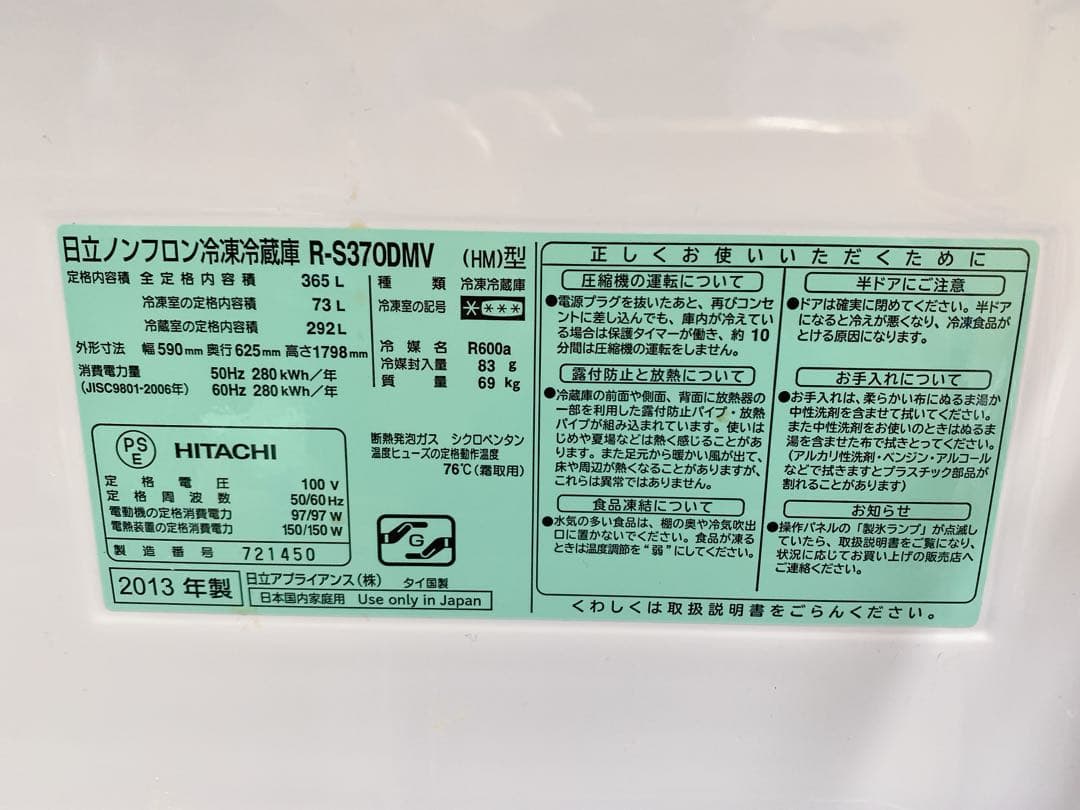 日立ノンフロン冷凍冷蔵庫 R-S370DMV (HM)型
定格内容積 全定格内容積 365 L
冷凍室の定格内容積 73 L
冷蔵室の定格内容積 292 L
外形寸法 幅590mm 奥行625mm 高さ1798mm
消費電力量 50Hz 280 kWh/年
(JISC9801-2006年) 60Hz 280 kWh/年
種類 冷凍冷蔵庫
冷凍室の記号 ****
冷媒名 R600a
冷媒封入量 83 g
質量 69 kg
PS
E
HITACHI
定格電圧 100 V
定格周波数 50/60 Hz
電動機の定格消費電力 97/97 W
電熱装置の定格消費電力 150/150 W
製造番号 721450
断熱発泡ガス シクロペンタン
温度ヒューズの定格動作温度
76℃(霜取用)
G
2013 年製
日立アプライアンス(株) タイ国製
日本国内家庭用 Use only in Japan
正しくお使いいただくために
圧縮機の運転について
●電源プラグを抜いたあと、再びコンセ
ントに差し込んでも、庫内が冷えてい
る場合は保護タイマーが働き、約10
分間は圧縮機の運転をしません。
露付防止と放熱について
●冷蔵庫の前面や側面、背面に放熱器の
一部を利用した露付防止パイプ・放熱
パイプが組み込まれています。使いは
じめや夏場などは熱く感じることがあ
ります。また足元から暖かい風が出て、
床や周辺が熱くなることがありますが、
これらは異常ではありません。
食品凍結について
●水気の多い食品は、棚の奥や冷気吹出
口に置かないでください。食品が凍る
ときは温度調節を“弱”にしてください。
半ドアにご注意
●ドアは確実に閉めてください。半ドア
になると冷えが悪くなり、冷凍食品が
とける原因になります。
お手入れについて
●お手入れは、柔らかい布にぬるま湯か
中性洗剤を含ませて拭いてください。
また中性洗剤をお使いのときはぬるま
湯を含ませた布で拭きとってください。
(アルカリ性洗剤・ベンジン・アルコール
などで拭きますとプラスチック部品が
割れることがあります)
お知らせ
●操作パネルの「製氷ランプ」が点滅し
ていたら、取扱説明書をご覧になり、
状況に応じてお買い上げの販売店へ
ご連絡ください。
くわしくは取扱説明書をごらんください。